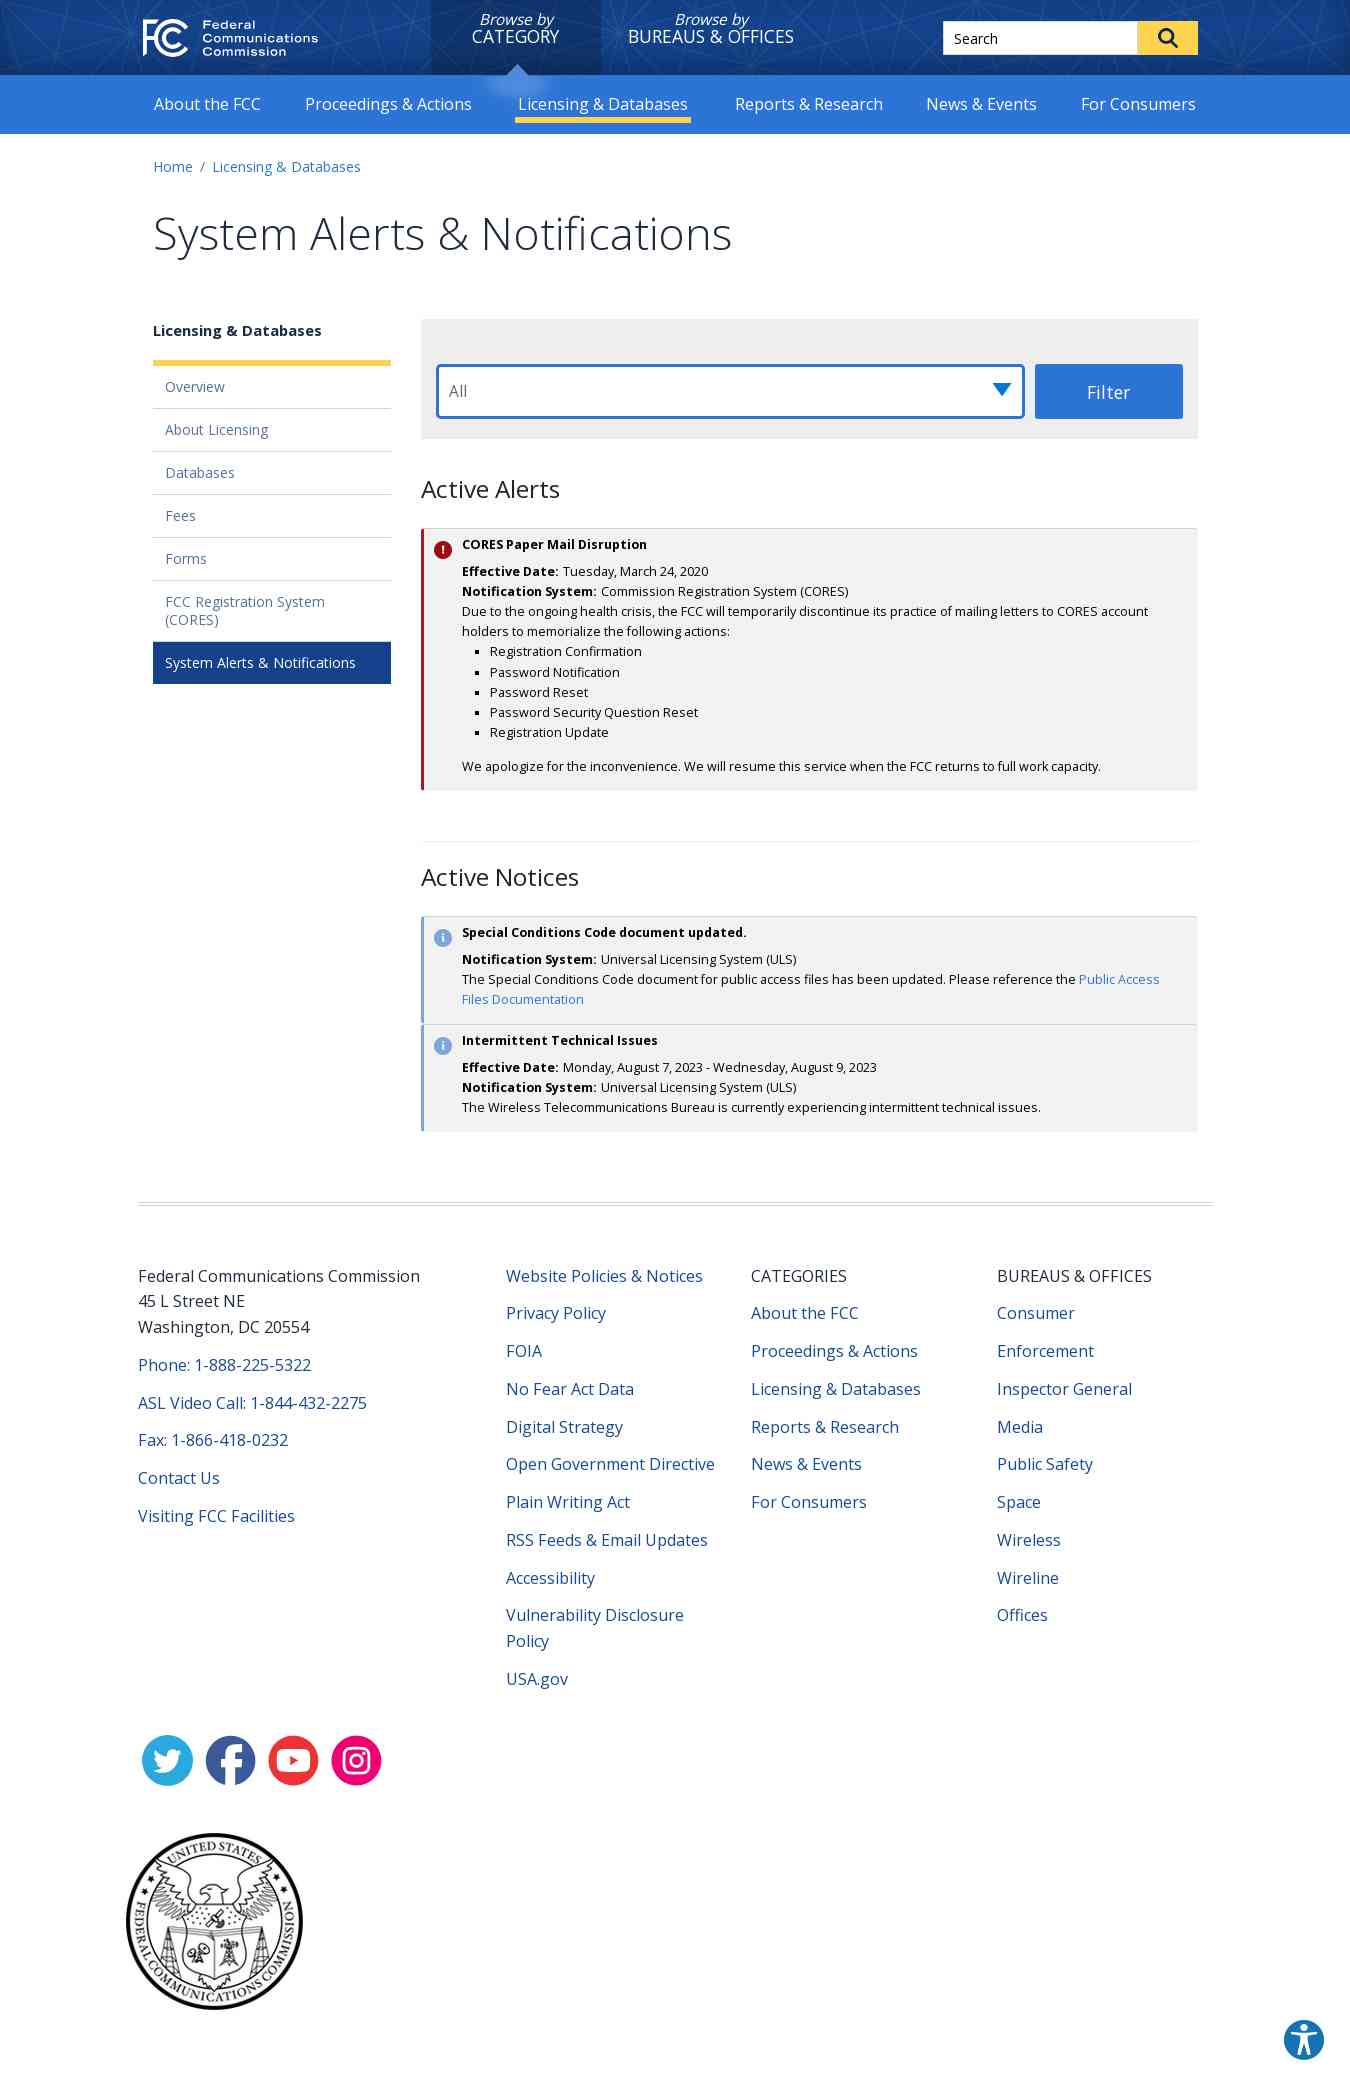 FCC Federal
Communications
Commission
Browse by
CATEGORY
Browse by
BUREAUS & OFFICES
Search
About the FCC
Proceedings & Actions
Licensing & Databases
Reports & Research
News & Events
For Consumers
Home / Licensing & Databases
System Alerts & Notifications
Licensing & Databases
Overview
About Licensing
Databases
Fees
Forms
FCC Registration System
(CORES)
System Alerts & Notifications
All
Filter
Active Alerts
CORES Paper Mail Disruption
Effective Date: Tuesday, March 24, 2020
Notification System: Commission Registration System (CORES)
Due to the ongoing health crisis, the FCC will temporarily discontinue its practice of mailing letters to CORES account
holders to memorialize the following actions:
Registration Confirmation
Password Notification
Password Reset
Password Security Question Reset
Registration Update
We apologize for the inconvenience. We will resume this service when the FCC returns to full work capacity.
Active Notices
Special Conditions Code document updated.
Notification System: Universal Licensing System (ULS)
The Special Conditions Code document for public access files has been updated. Please reference the Public Access
Files Documentation
Intermittent Technical Issues
Effective Date: Monday, August 7, 2023 - Wednesday, August 9, 2023
Notification System: Universal Licensing System (ULS)
The Wireless Telecommunications Bureau is currently experiencing intermittent technical issues.
Federal Communications Commission
45 L Street NE
Washington, DC 20554
Phone: 1-888-225-5322
ASL Video Call: 1-844-432-2275
Fax: 1-866-418-0232
Contact Us
Visiting FCC Facilities
Website Policies & Notices
Privacy Policy
FOIA
No Fear Act Data
Digital Strategy
Open Government Directive
Plain Writing Act
RSS Feeds & Email Updates
Accessibility
Vulnerability Disclosure
Policy
USA.gov
CATEGORIES
About the FCC
Proceedings & Actions
Licensing & Databases
Reports & Research
News & Events
For Consumers
BUREAUS & OFFICES
Consumer
Enforcement
Inspector General
Media
Public Safety
Space
Wireless
Wireline
Offices
UNITED STATES
FEDERAL COMMUNICATIONS COMMISSION